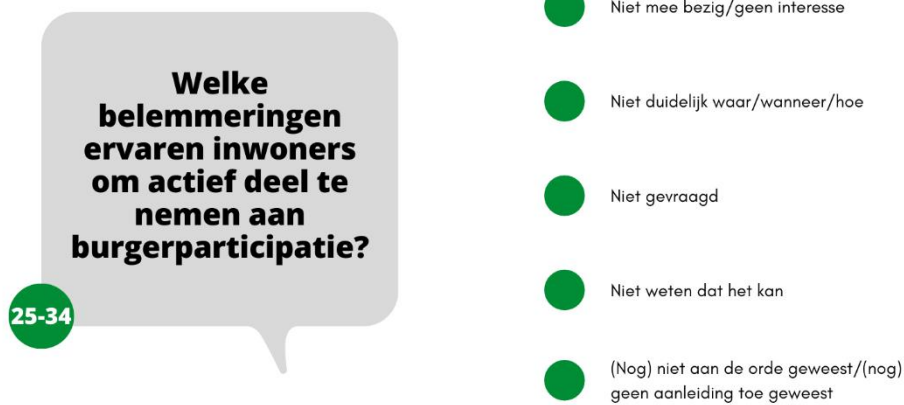 Welke
belemmeringen
ervaren inwoners
om actief deel te
nemen aan
burgerparticipatie?
25-34
Niet mee bezig/geen interesse
Niet duidelijk waar/wanneer/hoe
Niet gevraagd
Niet weten dat het kan
(Nog) niet aan de orde geweest/(nog)
geen aanleiding toe geweest